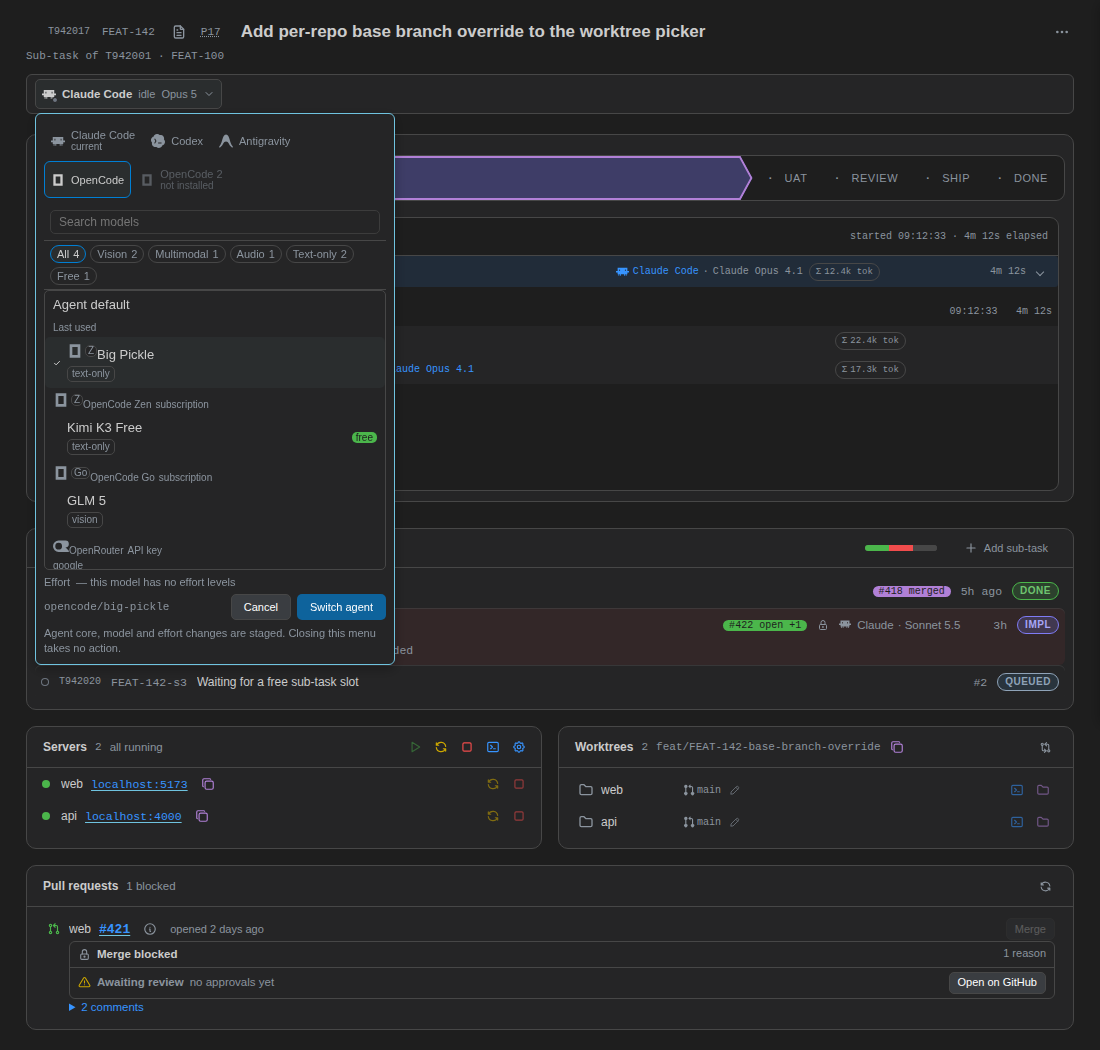 T942017 FEAT-142 P17 Add per-repo base branch override to the worktree picker
Sub-task of T942001 · FEAT-100
Claude Code idle Opus 5
Claude Code
current
Codex
Antigravity
OpenCode
OpenCode 2
not installed
UAT
REVIEW
SHIP
DONE
Search models
All 4
Vision 2
Multimodal 1
Audio 1
Text-only 2
Free 1
started 09:12:33 · 4m 12s elapsed
Claude Code · Claude Opus 4.1 Σ 12.4k tok 4m 12s
09:12:33 4m 12s
Σ 22.4k tok
aude Opus 4.1 Σ 17.3k tok
Agent default
Last used
Z Big Pickle
text-only
Z OpenCode Zen subscription
Kimi K3 Free
text-only
free
Go OpenCode Go subscription
GLM 5
vision
OpenRouter API key
google
Effort — this model has no effort levels
opencode/big-pickle
Cancel
Switch agent
Agent core, model and effort changes are staged. Closing this menu
takes no action.
Add sub-task
#418 merged 5h ago DONE
#422 open +1 Claude · Sonnet 5.5 3h IMPL
ded
T942020 FEAT-142-s3 Waiting for a free sub-task slot #2 QUEUED
Servers 2 all running
web localhost:5173
api localhost:4000
Worktrees 2 feat/FEAT-142-base-branch-override
web main
api main
Pull requests 1 blocked
web #421 opened 2 days ago Merge
Merge blocked 1 reason
Awaiting review no approvals yet Open on GitHub
2 comments